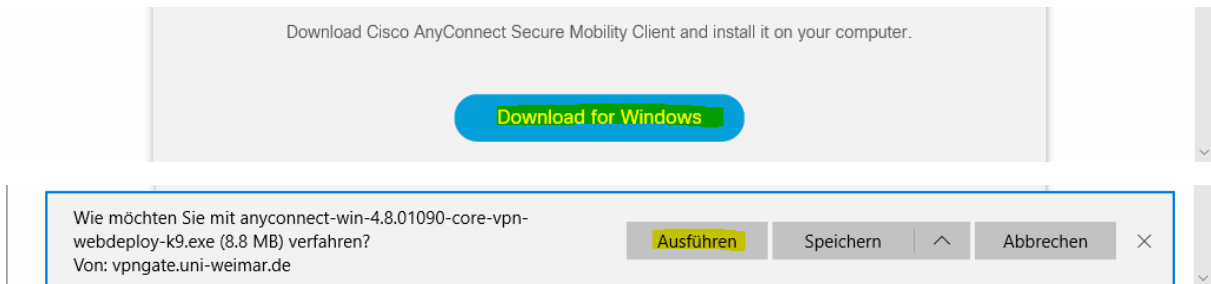 Download Cisco AnyConnect Secure Mobility Client and install it on your computer.
Download for Windows
Wie möchten Sie mit anyconnect-win-4.8.01090-core-vpn-
webdeploy-k9.exe (8.8 MB) verfahren?
Von: vpngate.uni-weimar.de
Ausführen
Speichern
Abbrechen